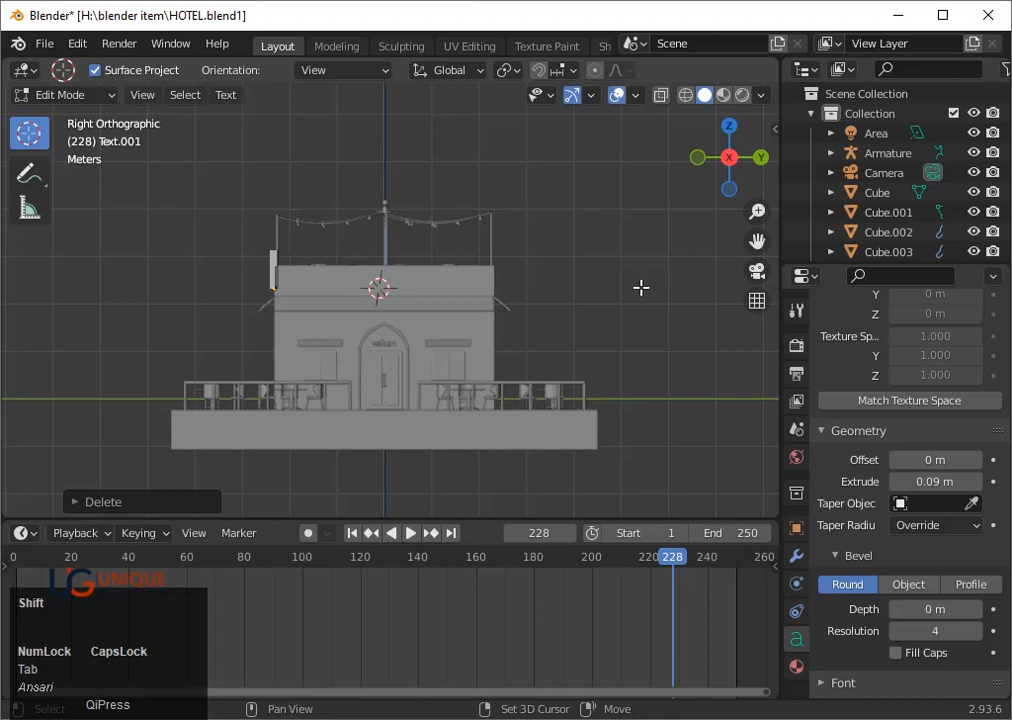 Blender* [H:\blender item\HOTEL.blend1]
File Edit Render Window Help Layout Modeling Sculpting UV Editing Texture Paint Sh Scene View Layer
Surface Project Orientation: View Global
Edit Mode View Select Text
Right Orthographic
(228) Text.001
Meters
Z
Y
X
welcom
Delete
Scene Collection
Collection
Area
Armature
Camera
Cube
Cube.001
Cube.002
Cube.003
Y 0 m
Z 0 m
Texture Sp... 1.000
Y 1.000
Z 1.000
Match Texture Space
Geometry
Offset 0 m
Extrude 0.09 m
Taper Objec
Taper Radiu Override
Bevel
Round Object Profile
Depth 0 m
Resolution 4
Fill Caps
Font
Playback Keying View Marker 228 Start 1 End 250
0 20 40 60 80 100 120 140 160 180 200 220 228 240 260
UG UNIQUE
Shift
NumLock CapsLock
Tab
Ansari
QiPress
Select Pan View Set 3D Cursor Move 2.93.6